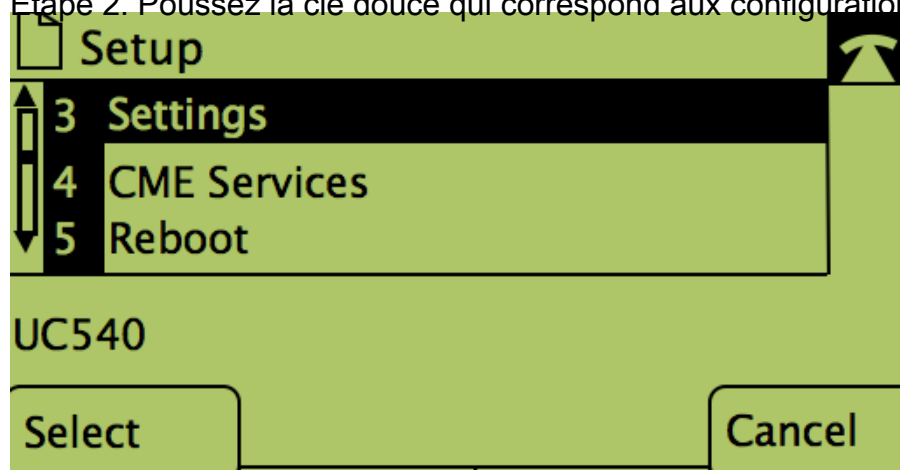 Étape 2. Poussez la clé douce qui correspond aux configuration
Setup
3 Settings
4 CME Services
5 Reboot
UC540
Select
Cancel